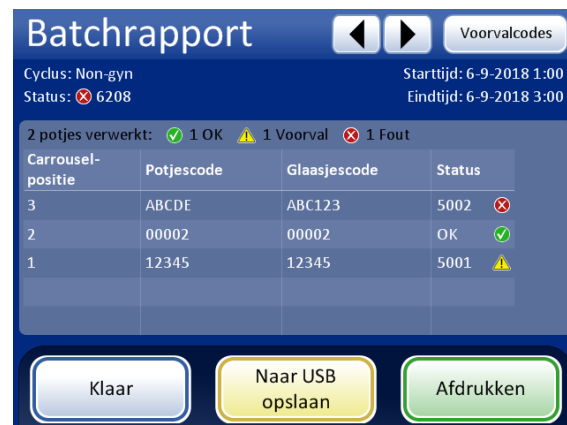 Batchrapport
Voorvalcodes
Cyclus: Non-gyn
Starttijd: 6-9-2018 1:00
Status: 6208
Eindtijd: 6-9-2018 3:00
2 potjes verwerkt: 1 OK 1 Voorval 1 Fout
Carrousel-
positie Potjescode Glaasjescode Status
3 ABCDE ABC123 5002
2 00002 00002 OK
1 12345 12345 5001
Klaar
Naar USB
opslaan
Afdrukken